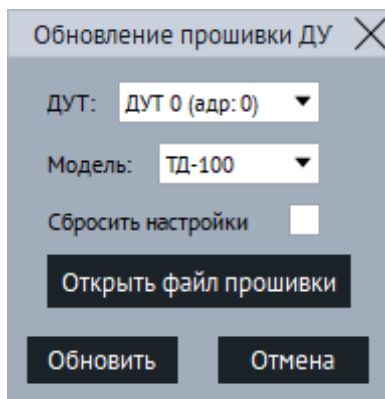 Обновление прошивки ДУ
ДУТ: ДУТ 0 (адр: 0)
Модель: ТД-100
Сбросить настройки
Открыть файл прошивки
Обновить Отмена